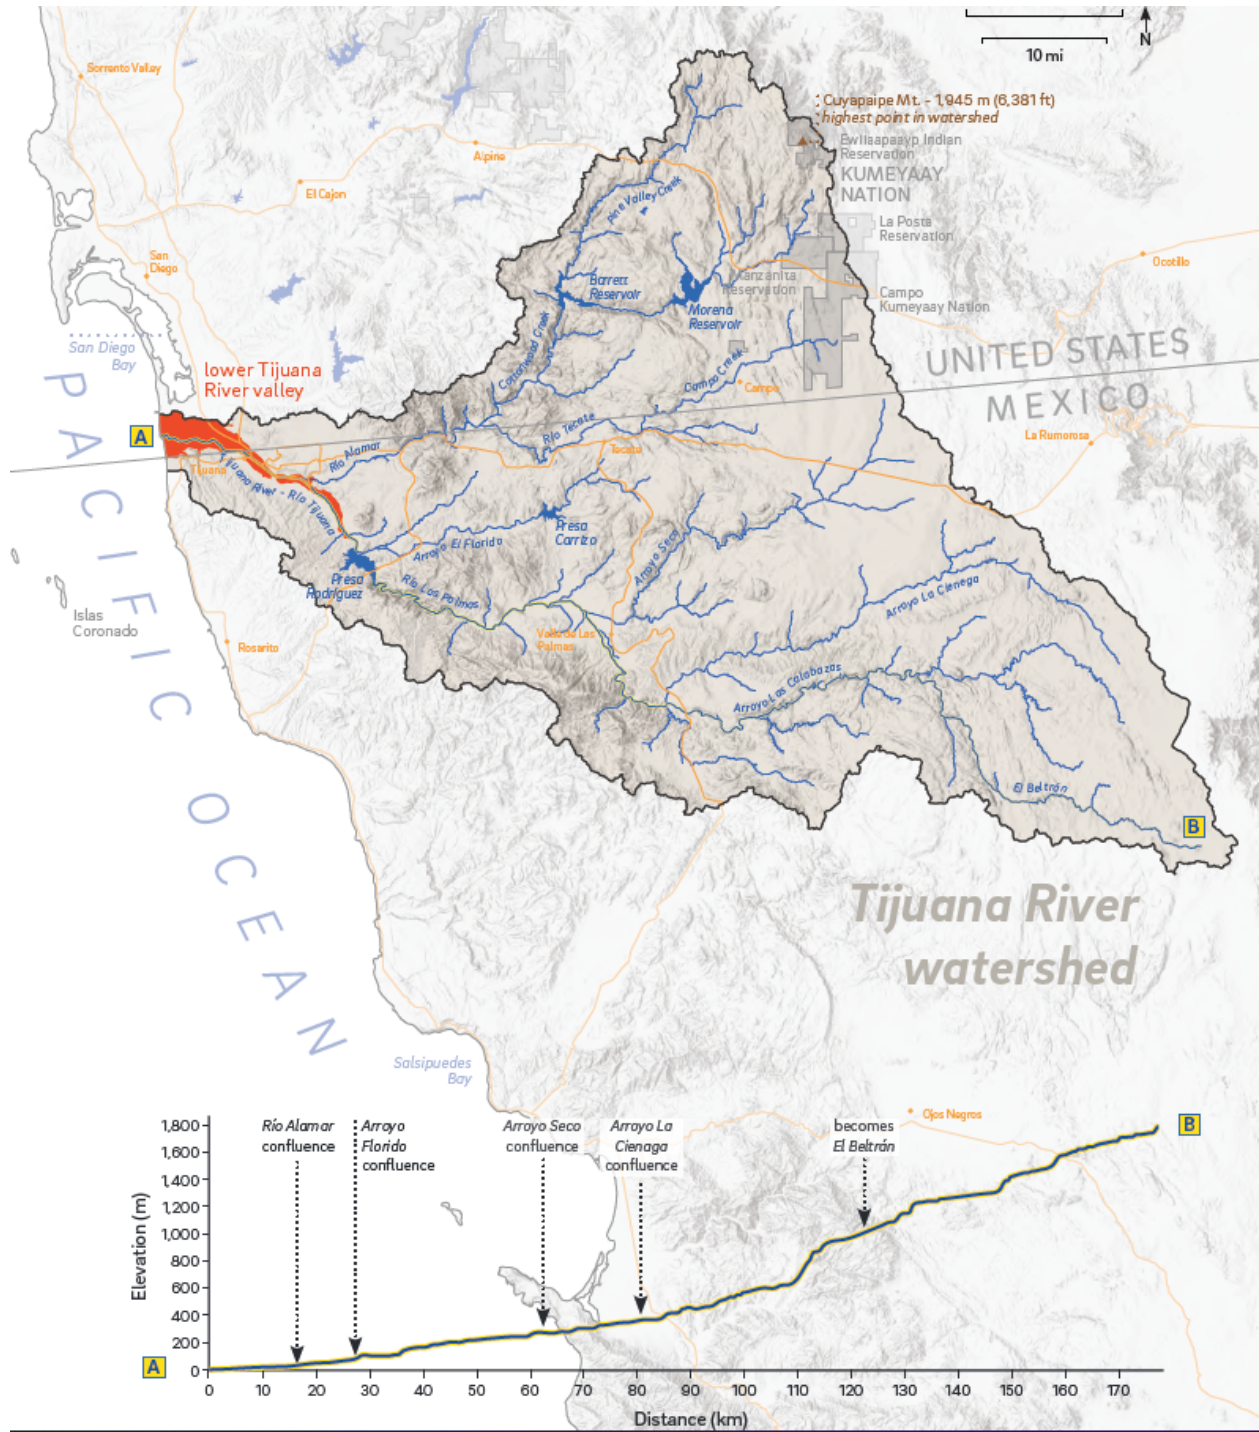 N
10 mi
Sorrento Valley
Cuyapaipe Mt. - 1,945 m (6,381 ft)
highest point in watershed
Ewiiaapaayp Indian
Reservation
KUMEYAAY
NATION
Alpine
El Cajon
Pine Valley Creek
La Posta
Reservation
San
Diego
Ocotillo
Barrett
Reservoir
Manzanita
Reservation
Campo
Kumeyaay Nation
Morena
Reservoir
San Diego
Bay
Cottonwood Creek
UNITED STATES
MEXICO
lower Tijuana
River valley
Campo Creek
Campo
A
Río Tecate
La Rumorosa
Río Alamar
Tecate
Tijuana
Tijuana River - Río Tijuana
Presa
Carrizo
Arroyo El Florido
Arroyo Seco
Presa
Rodríguez
Río Las Palmas
Arroyo La Cienega
Islas
Coronado
Rosarito
Valle de Las
Palmas
Arroyo Las Calabazas
El Beltrán
B
PACIFIC OCEAN
Tijuana River
watershed
Salsipuedes
Bay
Ojos Negros
Río Alamar
confluence
Arroyo
Florido
confluence
Arroyo Seco
confluence
Arroyo La
Cienaga
confluence
becomes
El Beltrán
B
1,800
1,600
1,400
1,200
1,000
800
600
400
200
0
Elevation (m)
A
0 10 20 30 40 50 60 70 80 90 100 110 120 130 140 150 160 170
Distance (km)